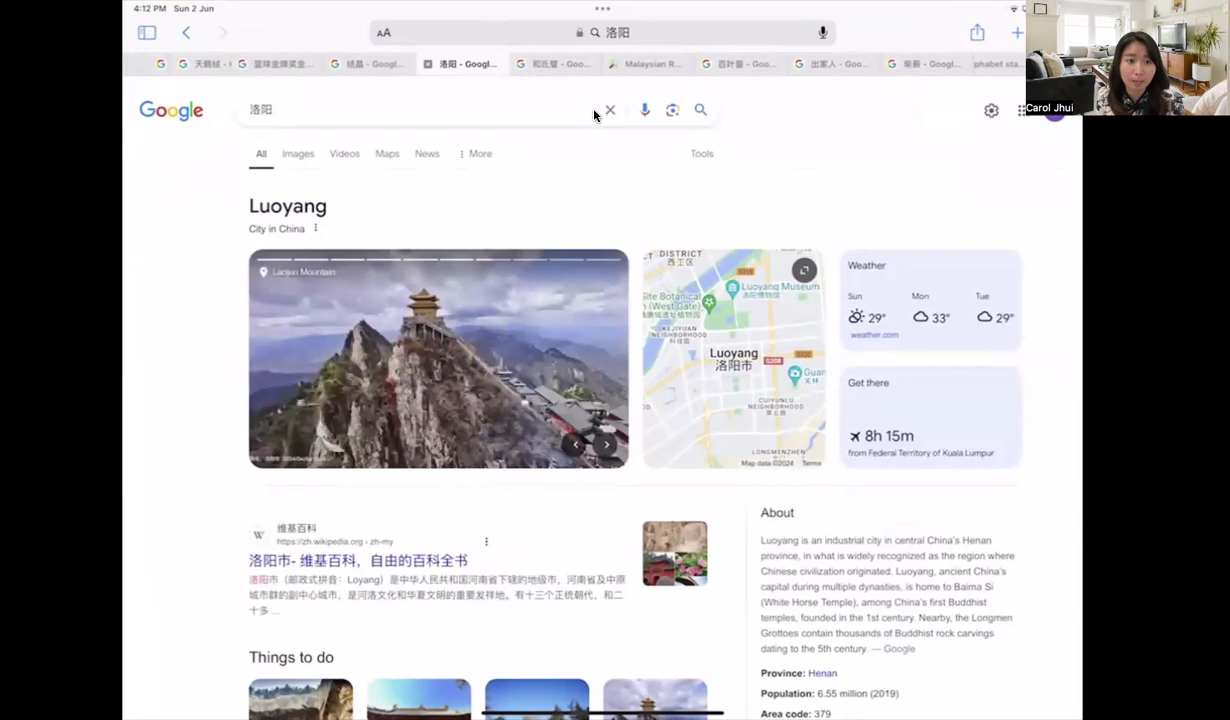 4:12 PM Sun 2 Jun
AA
洛阳
天鹅绒 - (
篮球金牌奖金...
结晶 - Googl...
洛阳 - Googl...
和氏璧 - Goo...
Malaysian R...
百叶窗 - Goo...
出家人 - Goo...
柴薪 - Googl...
phabet sta...
Carol Jhui
Google
洛阳
All
Images
Videos
Maps
News
More
Tools
Luoyang
City in China
Laojun Mountain
DISTRICT
西工区
Luoyang Museum
洛阳博物馆
Site Botanical
(West Gate)
KEJIYUAN
NEIGHBORHOOD
科技园
Luoyang
洛阳市
Guan
关林
CUIYUNLU
NEIGHBORHOOD
LONGMENZHEN
Map data ©2024 Terms
Weather
Sun
Mon
Tue
29°
33°
29°
weather.com
Get there
8h 15m
from Federal Territory of Kuala Lumpur
W
维基百科
https://zh.wikipedia.org › zh-my
洛阳市- 维基百科，自由的百科全书
洛阳市（邮政式拼音：Loyang）是中华人民共和国河南省下辖的地级市，河南省及中原
城市群的副中心城市，是河洛文化和华夏文明的重要发祥地。有十三个正统朝代，和二
十多 ...
Things to do
About
Luoyang is an industrial city in central China's Henan
province, in what is widely recognized as the region where
Chinese civilization originated. Luoyang, ancient China's
capital during multiple dynasties, is home to Baima Si
(White Horse Temple), among China's first Buddhist
temples, founded in the 1st century. Nearby, the Longmen
Grottoes contain thousands of Buddhist rock carvings
dating to the 5th century. — Google
Province: Henan
Population: 6.55 million (2019)
Area code: 379